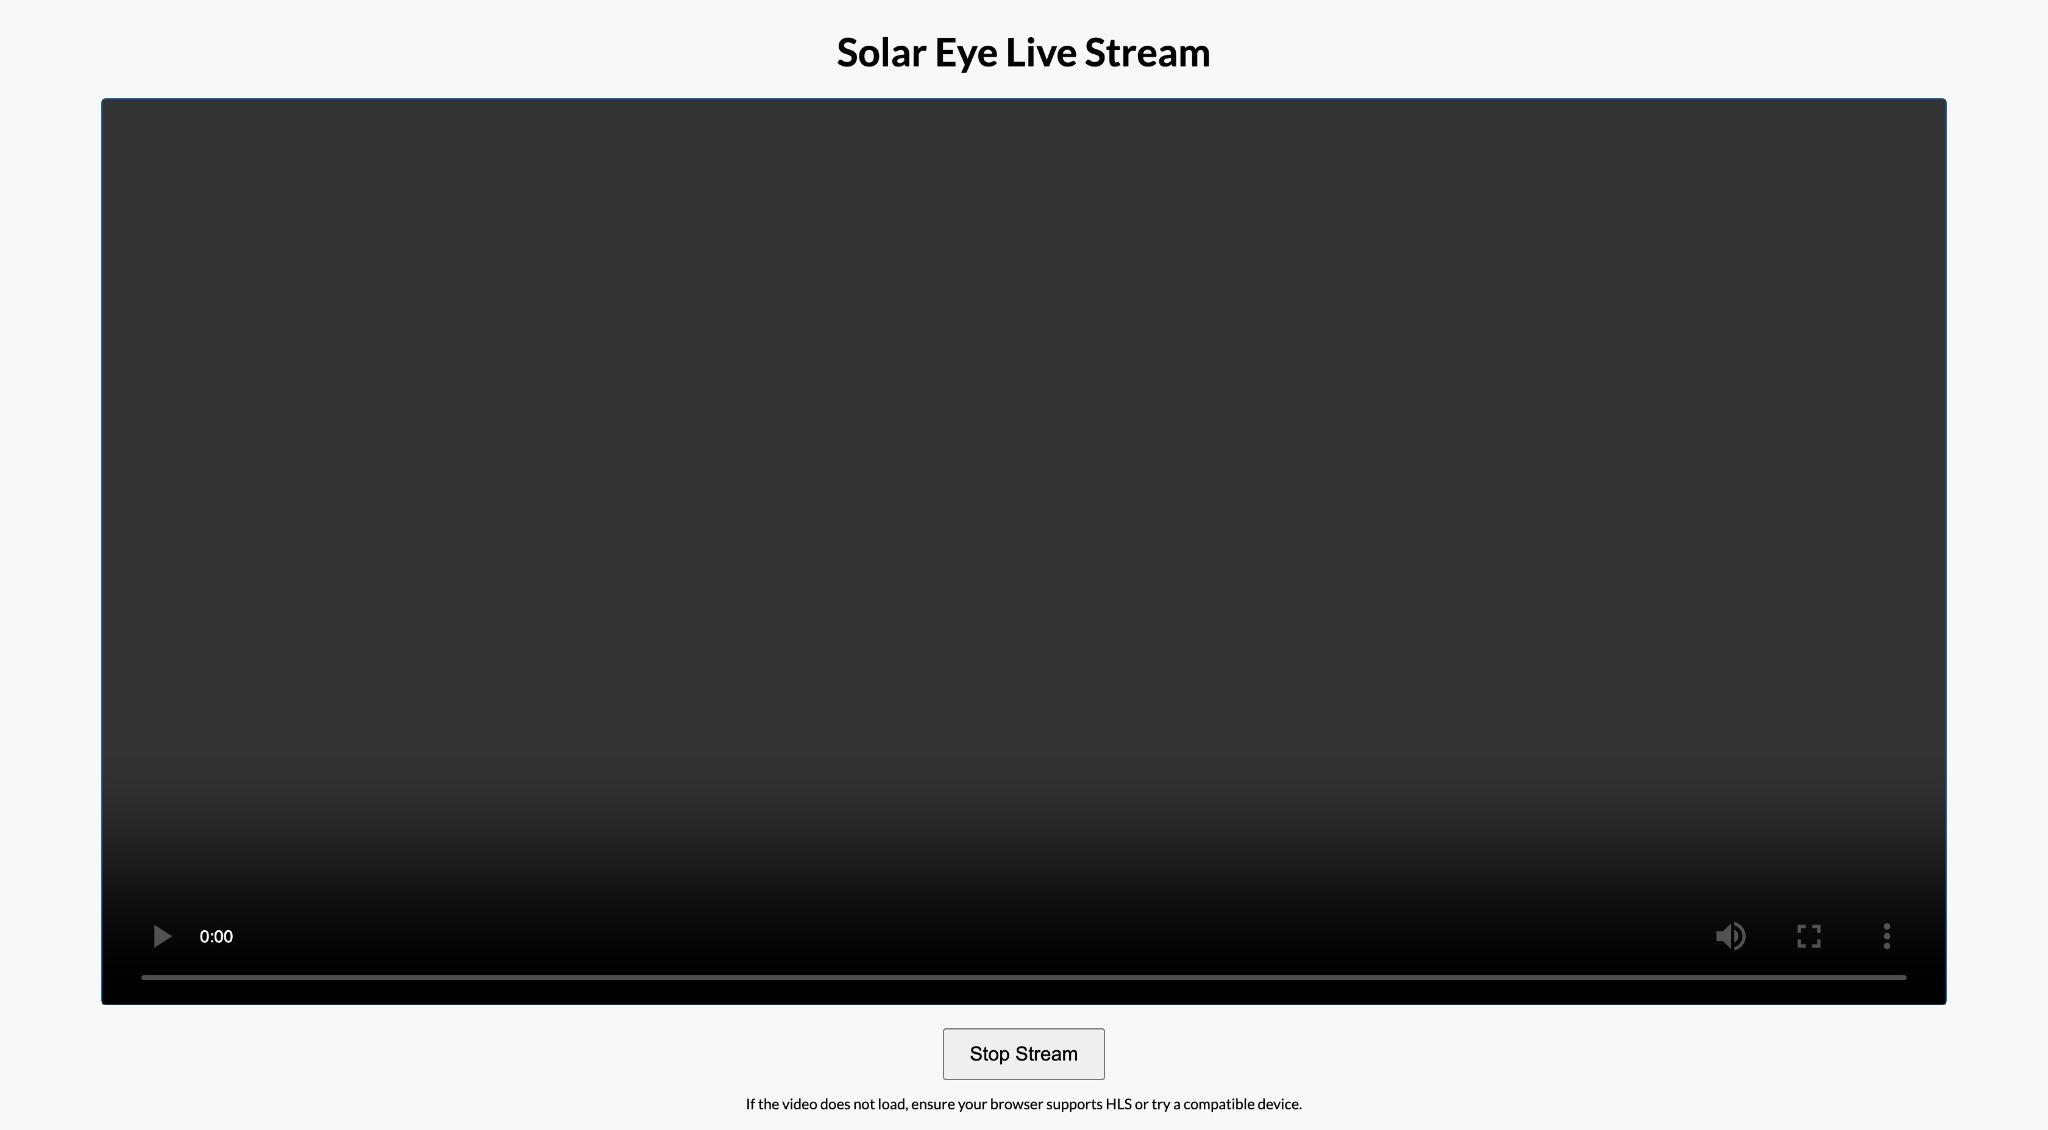 Solar Eye Live Stream
0:00
Stop Stream
If the video does not load, ensure your browser supports HLS or try a compatible device.